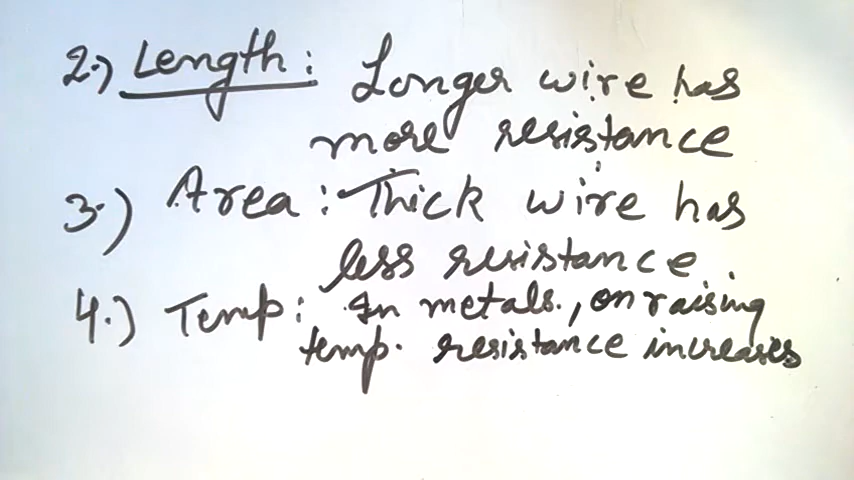 2.) Length: Longer wire has
more resistance
3.) Area: Thick wire has
less resistance.
4.) Temp: In metals., on raising
temp. resistance increases